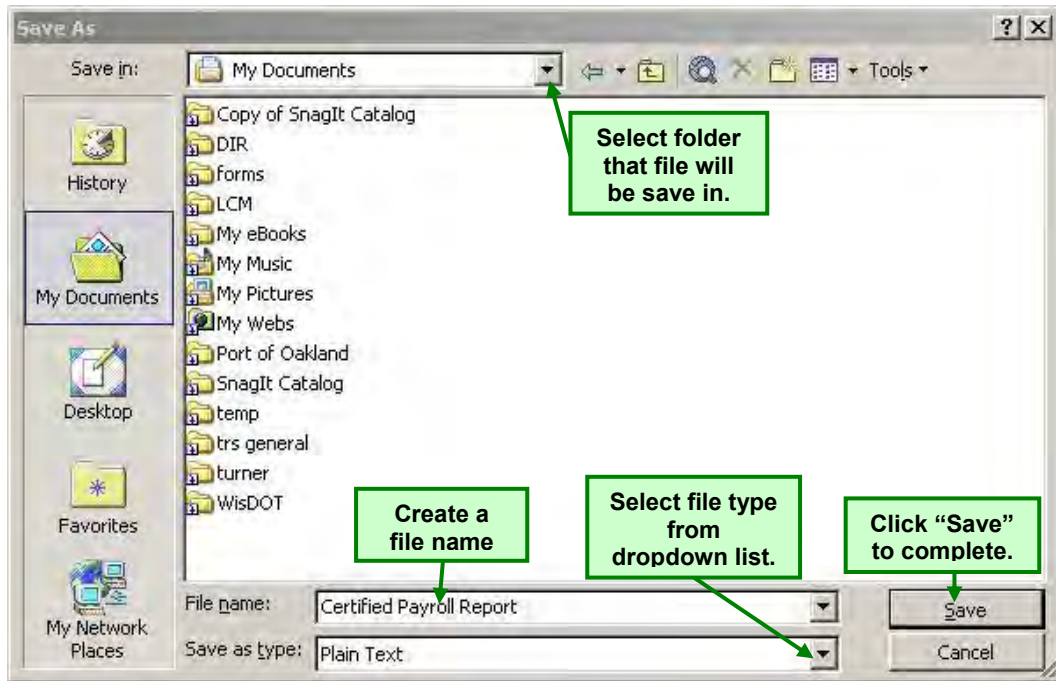 Save As
Save in:
My Documents
Tools
History
My Documents
Desktop
Favorites
My Network
Places
Copy of SnagIt Catalog
DIR
forms
LCM
My eBooks
My Music
My Pictures
My Webs
Port of Oakland
SnagIt Catalog
temp
trs general
turner
WisDOT
Select folder
that file will
be save in.
Create a
file name
Select file type
from
dropdown list.
Click “Save”
to complete.
File name:
Certified Payroll Report
Save
Save as type:
Plain Text
Cancel